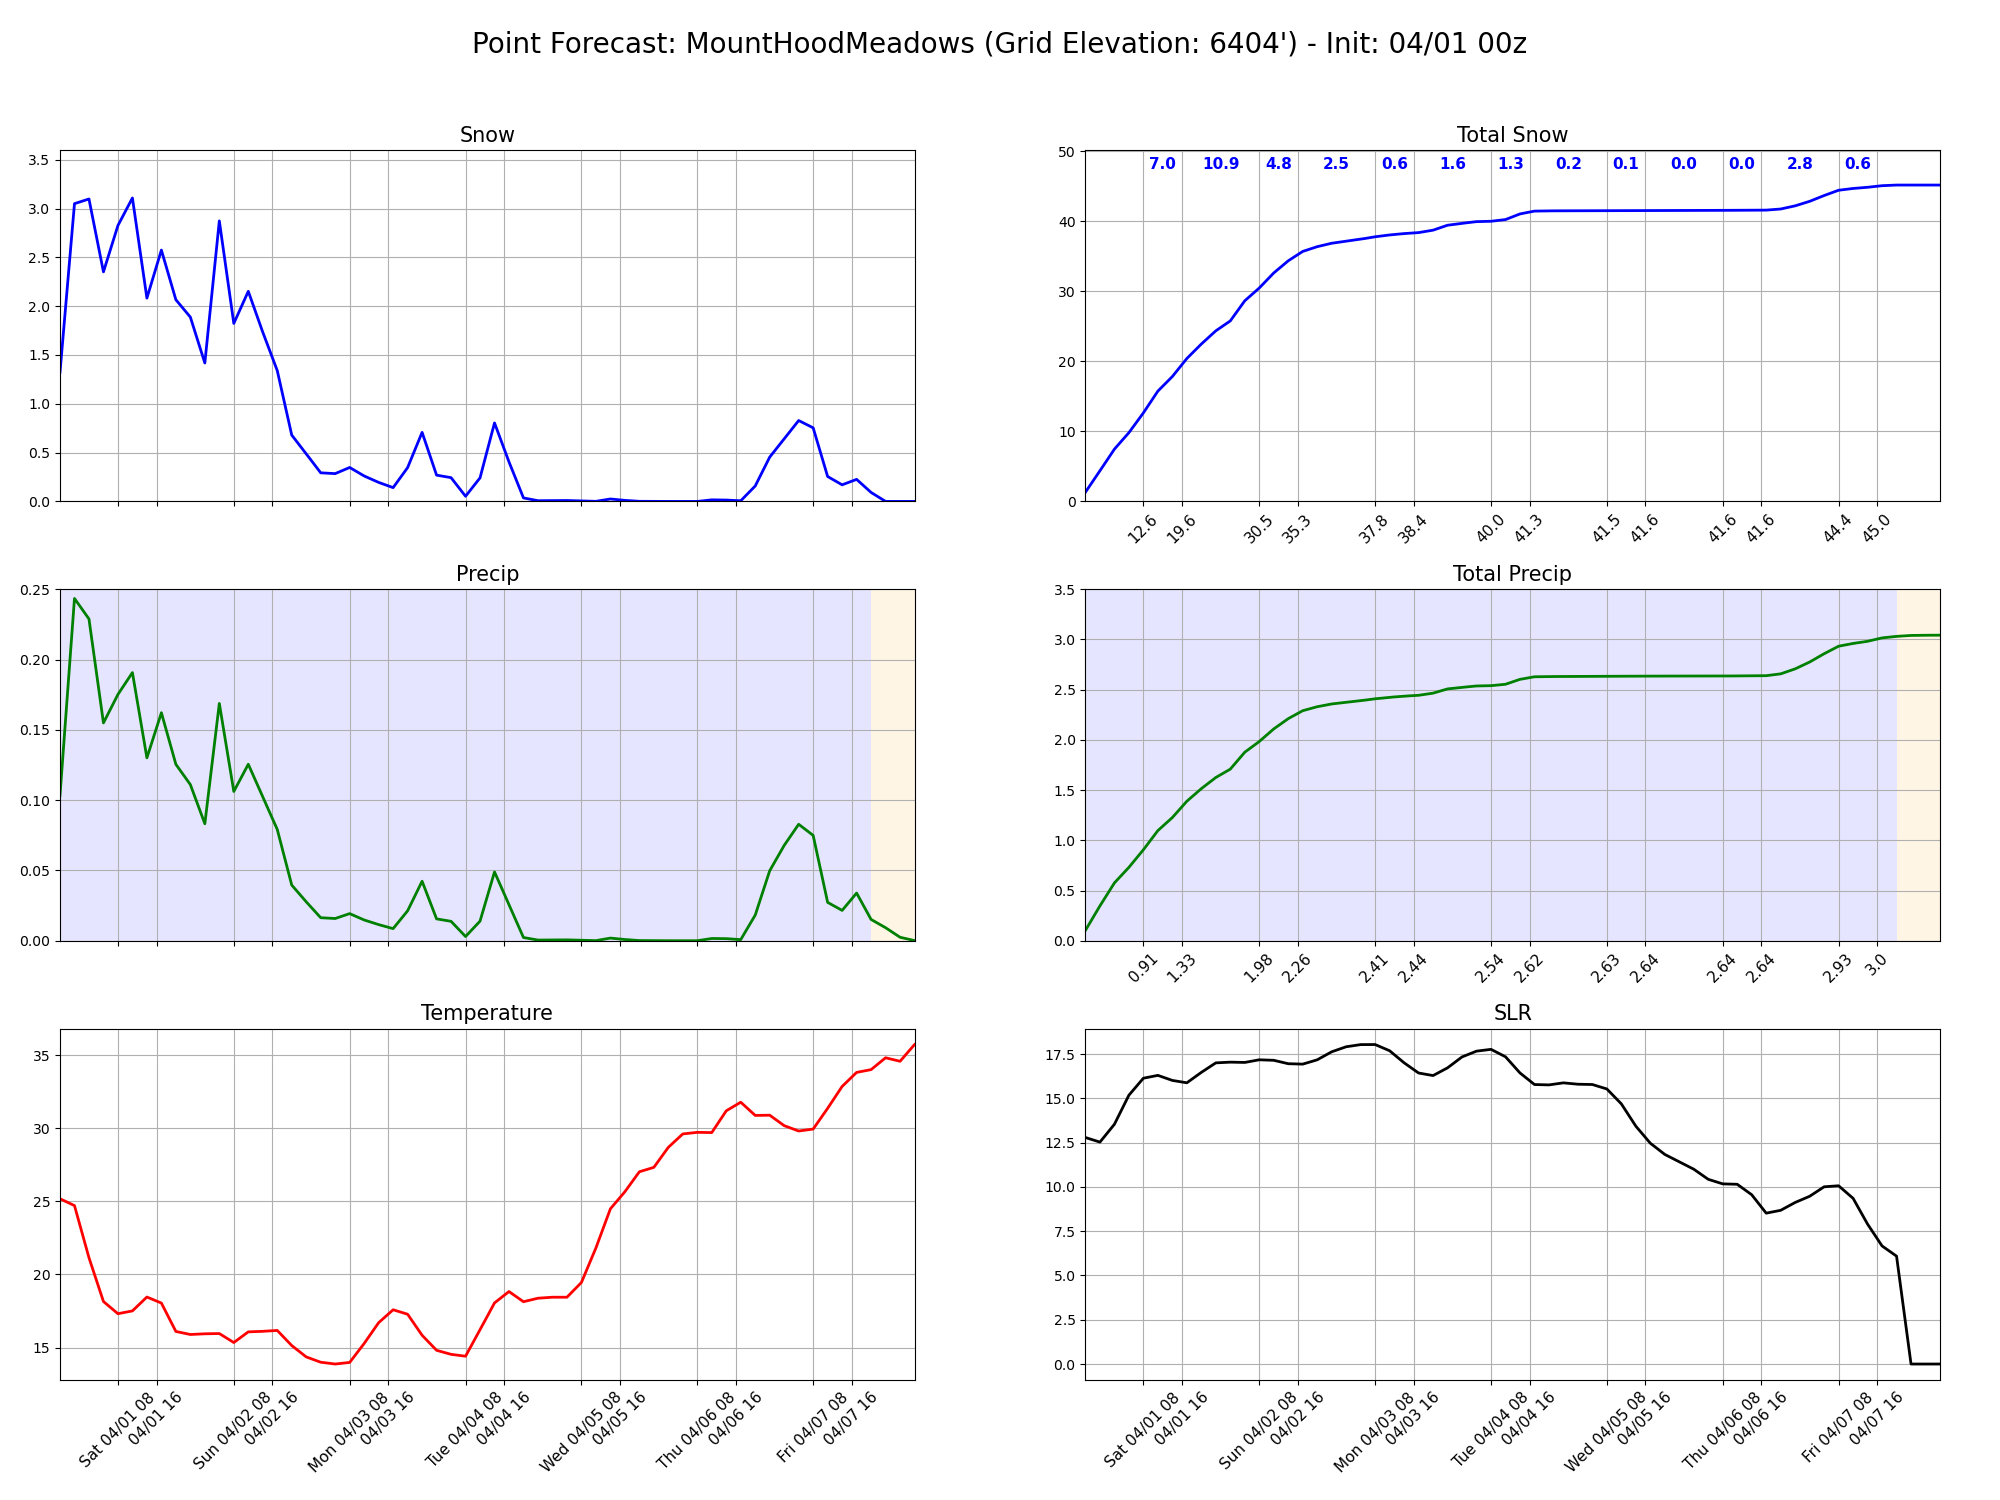 Point Forecast: MountHoodMeadows (Grid Elevation: 6404') - Init: 04/01 00z
Snow
3.5
3.0
2.5
2.0
1.5
1.0
0.5
0.0
Total Snow
7.0 10.9 4.8 2.5 0.6 1.6 1.3 0.2 0.1 0.0 0.0 2.8 0.6
50
40
30
20
10
0
12.6 19.6 30.5 35.3 37.8 38.4 40.0 41.3 41.5 41.6 41.6 41.6 44.4 45.0
Precip
0.25
0.20
0.15
0.10
0.05
0.00
Total Precip
3.5
3.0
2.5
2.0
1.5
1.0
0.5
0.0
0.91 1.33 1.98 2.26 2.41 2.44 2.54 2.62 2.63 2.64 2.64 2.64 2.93 3.0
Temperature
35
30
25
20
15
Sat 04/01 08
04/01 16
Sun 04/02 08
04/02 16
Mon 04/03 08
04/03 16
Tue 04/04 08
04/04 16
Wed 04/05 08
04/05 16
Thu 04/06 08
04/06 16
Fri 04/07 08
04/07 16
SLR
17.5
15.0
12.5
10.0
7.5
5.0
2.5
0.0
Sat 04/01 08
04/01 16
Sun 04/02 08
04/02 16
Mon 04/03 08
04/03 16
Tue 04/04 08
04/04 16
Wed 04/05 08
04/05 16
Thu 04/06 08
04/06 16
Fri 04/07 08
04/07 16